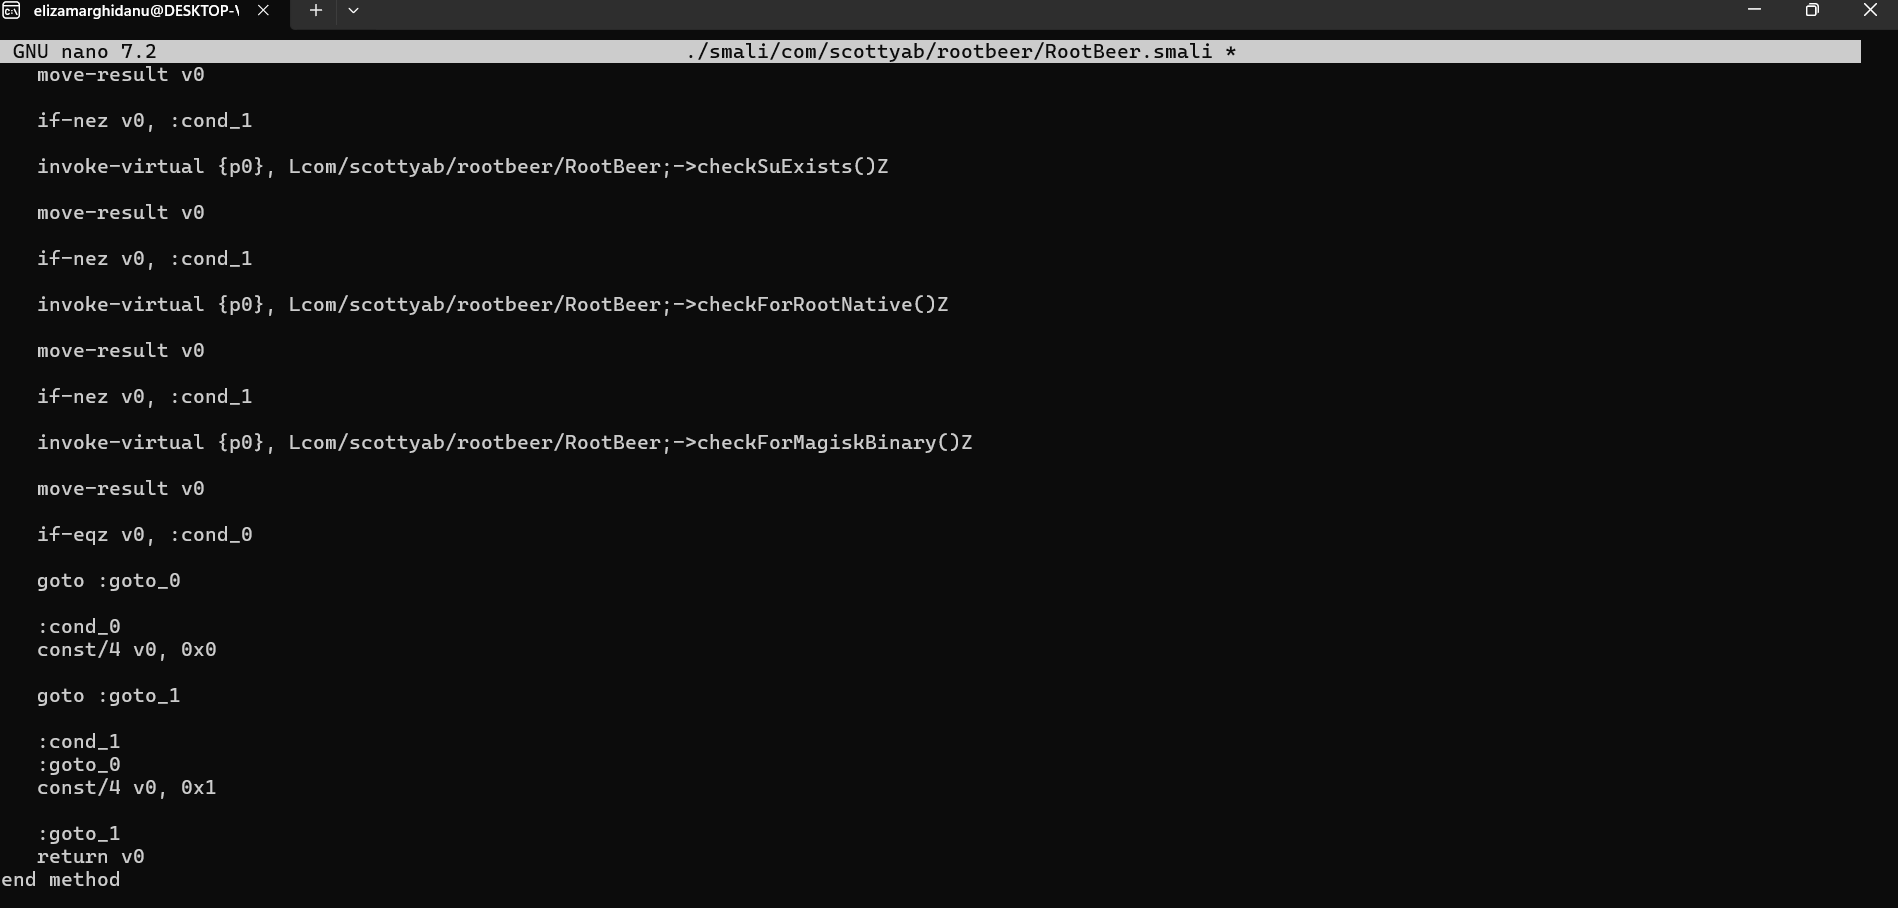 elizamarghidanu@DESKTOP-
GNU nano 7.2 ./smali/com/scottyab/rootbeer/RootBeer.smali *
move-result v0
if-nez v0, :cond_1
invoke-virtual {p0}, Lcom/scottyab/rootbeer/RootBeer;->checkSuExists()Z
move-result v0
if-nez v0, :cond_1
invoke-virtual {p0}, Lcom/scottyab/rootbeer/RootBeer;->checkForRootNative()Z
move-result v0
if-nez v0, :cond_1
invoke-virtual {p0}, Lcom/scottyab/rootbeer/RootBeer;->checkForMagiskBinary()Z
move-result v0
if-eqz v0, :cond_0
goto :goto_0
:cond_0
const/4 v0, 0x0
goto :goto_1
:cond_1
:goto_0
const/4 v0, 0x1
:goto_1
return v0
end method